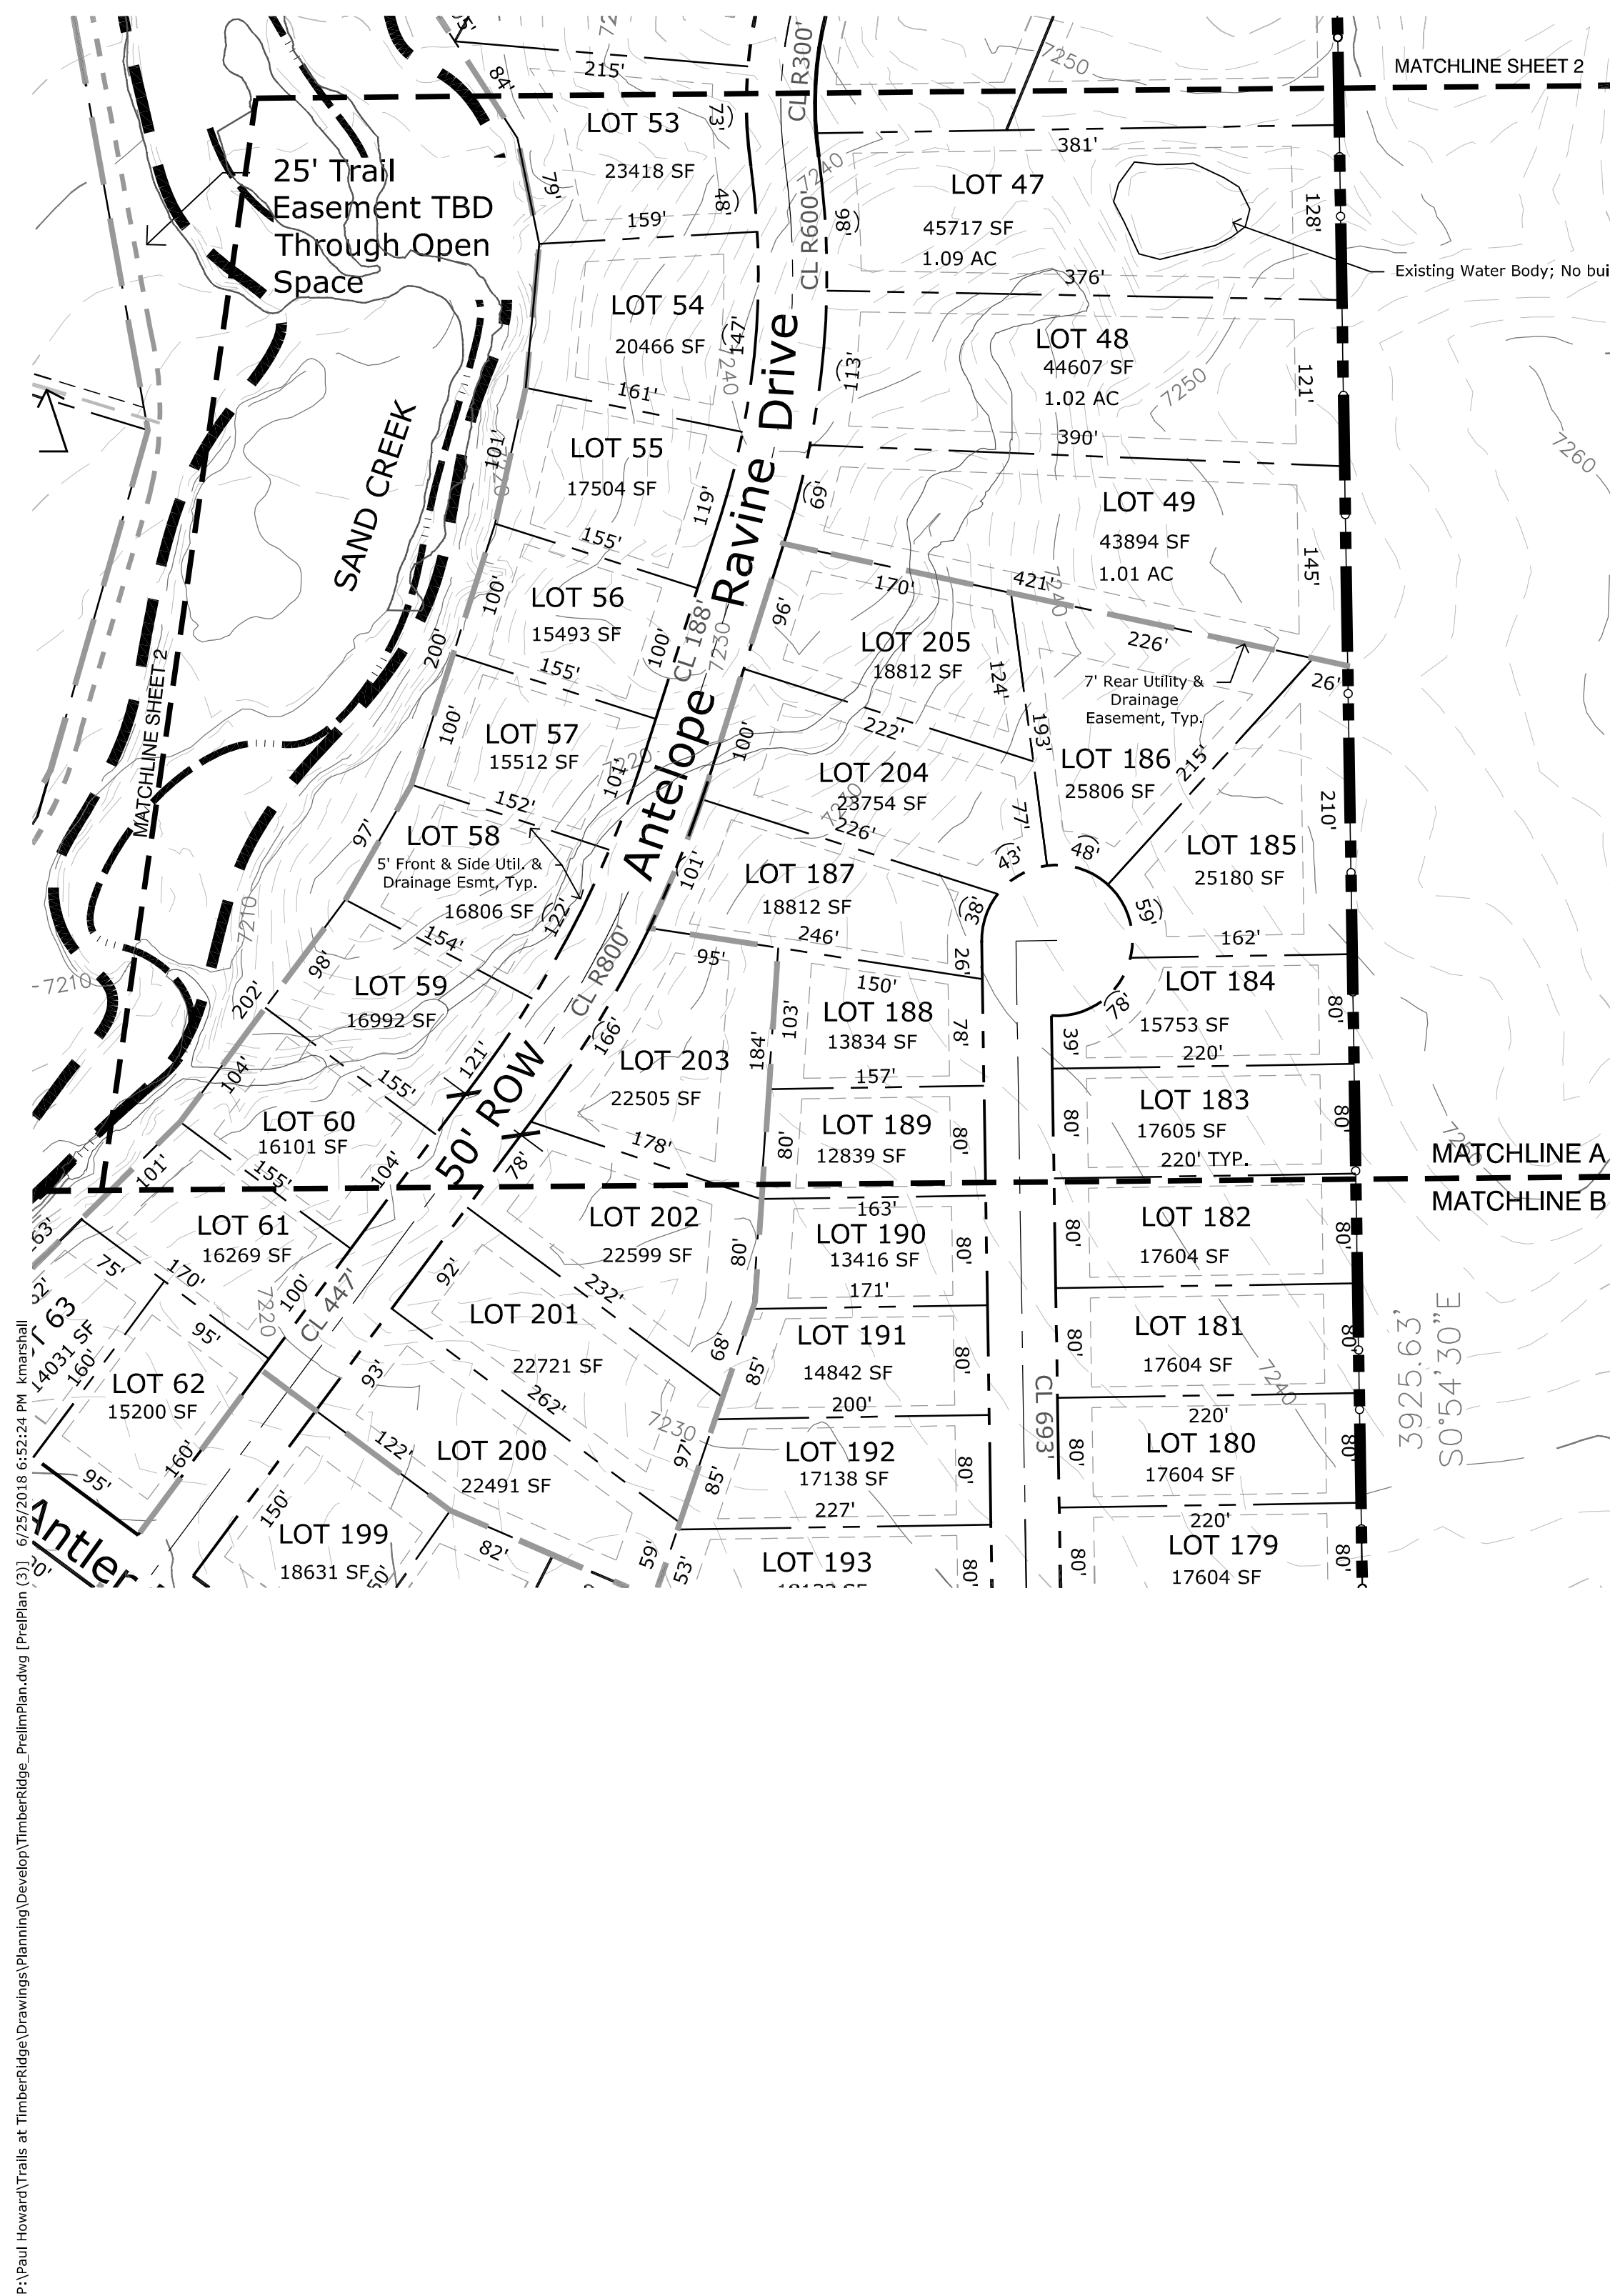 MATCHLINE SHEET 2
215'
84'
CL R300'
7250
LOT 53
23418 SF
73'
79'
48'
159'
25' Trail
Easement TBD
Through Open
Space
381'
LOT 47
45717 SF
1.09 AC
128'
86'
7240
CL R600'
376'
Existing Water Body; No bui
LOT 54
20466 SF
147'
7240
161'
LOT 48
44607 SF
1.02 AC
113'
121'
7250
390'
7260
SAND CREEK
LOT 55
17504 SF
101'
119'
155'
69'
LOT 49
43894 SF
1.01 AC
145'
170'
421'
7240
226'
Antelope Ravine Drive
LOT 56
15493 SF
100'
100'
200'
155'
CL 188'
7230
96'
LOT 205
18812 SF
124'
222'
7' Rear Utility &
Drainage
Easement, Typ.
26'
193'
LOT 186
25806 SF
215'
MATCHLINE SHEET 2
LOT 57
15512 SF
100'
101'
152'
100'
LOT 204
23754 SF
226'
77'
43'
48'
210'
LOT 185
25180 SF
59'
162'
LOT 58
97'
5' Front & Side Util. &
Drainage Esmt, Typ.
16806 SF
122'
154'
7210
7210
101'
LOT 187
18812 SF
38'
246'
26'
95'
150'
CL R800'
LOT 59
16992 SF
98'
202'
121'
155'
166'
LOT 188
13834 SF
103'
78'
157'
184'
LOT 184
15753 SF
78'
39'
80'
220'
LOT 203
22505 SF
178'
50' ROW
LOT 60
16101 SF
104'
104'
155'
101'
78'
LOT 189
12839 SF
80'
80'
163'
LOT 183
17605 SF
80'
80'
220' TYP.
MATCHLINE A
MATCHLINE B
LOT 61
16269 SF
75'
170'
100'
7220
CL 447'
LOT 202
22599 SF
80'
232'
92'
LOT 190
13416 SF
80'
171'
LOT 182
17604 SF
80'
80'
LOT 201
22721 SF
68'
93'
262'
7230
LOT 191
14842 SF
85'
80'
200'
LOT 181
17604 SF
80'
80'
7240
220'
3925.63'
S0°54'30"E
63
14031 SF
160'
95'
LOT 62
15200 SF
160'
95'
122'
LOT 200
22491 SF
97'
CL 693'
LOT 192
17138 SF
85'
80'
227'
LOT 180
17604 SF
80'
80'
220'
Antler
150'
LOT 199
18631 SF
82'
59'
53'
LOT 193
80'
LOT 179
17604 SF
80'
80'
P:\Paul Howard\Trails at TimberRidge\Drawings\Planning\Develop\TimberRidge_PrelimPlan.dwg [PrelPlan (3)] 6/25/2018 6:52:24 PM kmarshall